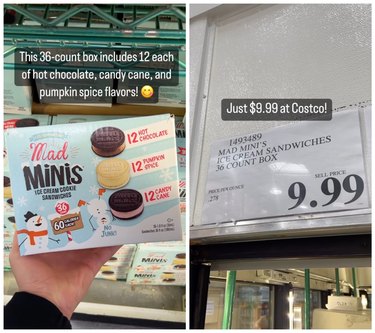 This 36-count box includes 12 each
of hot chocolate, candy cane, and
pumpkin spice flavors! 😋
Mad
Minis
ICE CREAM COOKIE
SANDWICHES
12 HOT
CHOCOLATE
12 PUMPKIN
SPICE
12 CANDY
CANE
36
60
NO
JUNK!
Just $9.99 at Costco!
1493489
MAD MINI'S
ICE CREAM SANDWICHES
36 COUNT BOX
PRICE PER OUNCE
.278
SELL PRICE
9.99